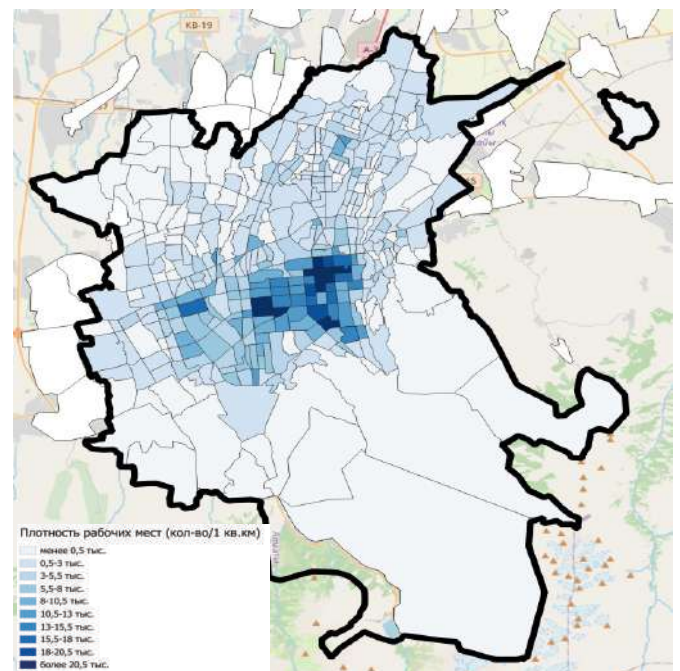 КВ-19
Плотность рабочих мест (кол-во/1 кв.км)
менее 0,5 тыс.
0,5-3 тыс.
3-5,5 тыс.
5,5-8 тыс.
8-10,5 тыс.
10,5-13 тыс.
13-15,5 тыс.
15,5-18 тыс.
18-20,5 тыс.
более 20,5 тыс.